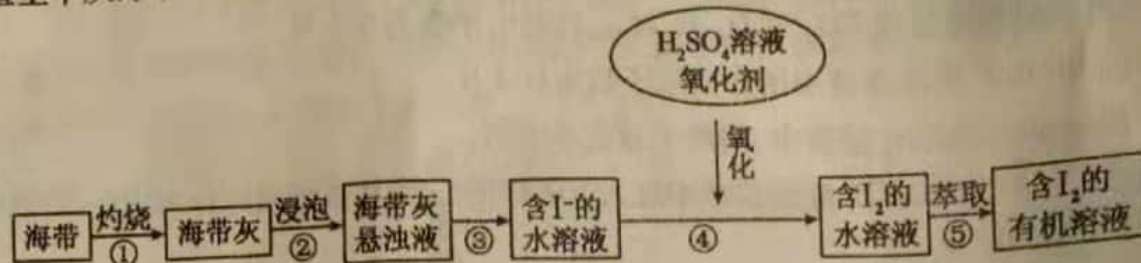 H₂SO₄溶液
氧化剂
氧化
海带
灼烧
①
海带灰
浸泡
②
海带灰
悬浊液
③
含I⁻的
水溶液
④
含I₂的
水溶液
萃取
⑤
含I₂的
有机溶液